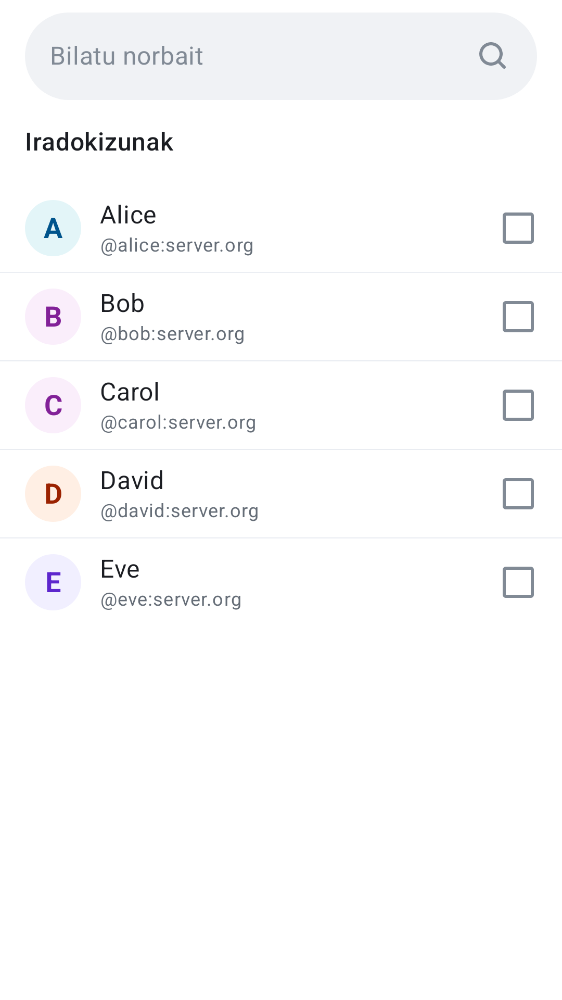 Bilatu norbait
Iradokizunak
A
Alice
@alice:server.org
B
Bob
@bob:server.org
C
Carol
@carol:server.org
D
David
@david:server.org
E
Eve
@eve:server.org